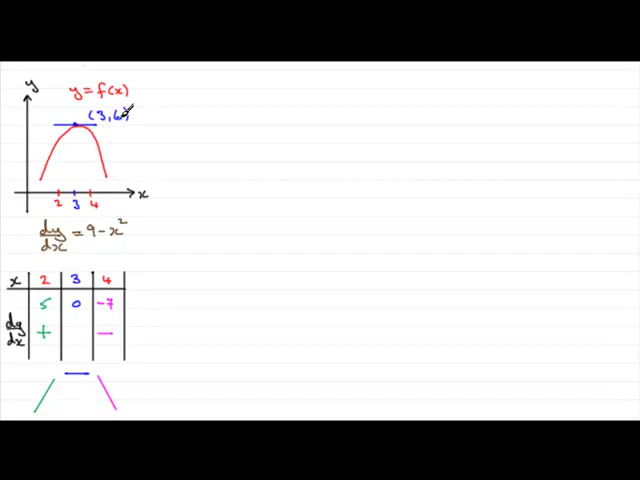 y
y = f(x)
(3, 6)
x
2 3 4
dy/dx = 9 - x²
x 2 3 4
5 0 -7
dy/dx + —